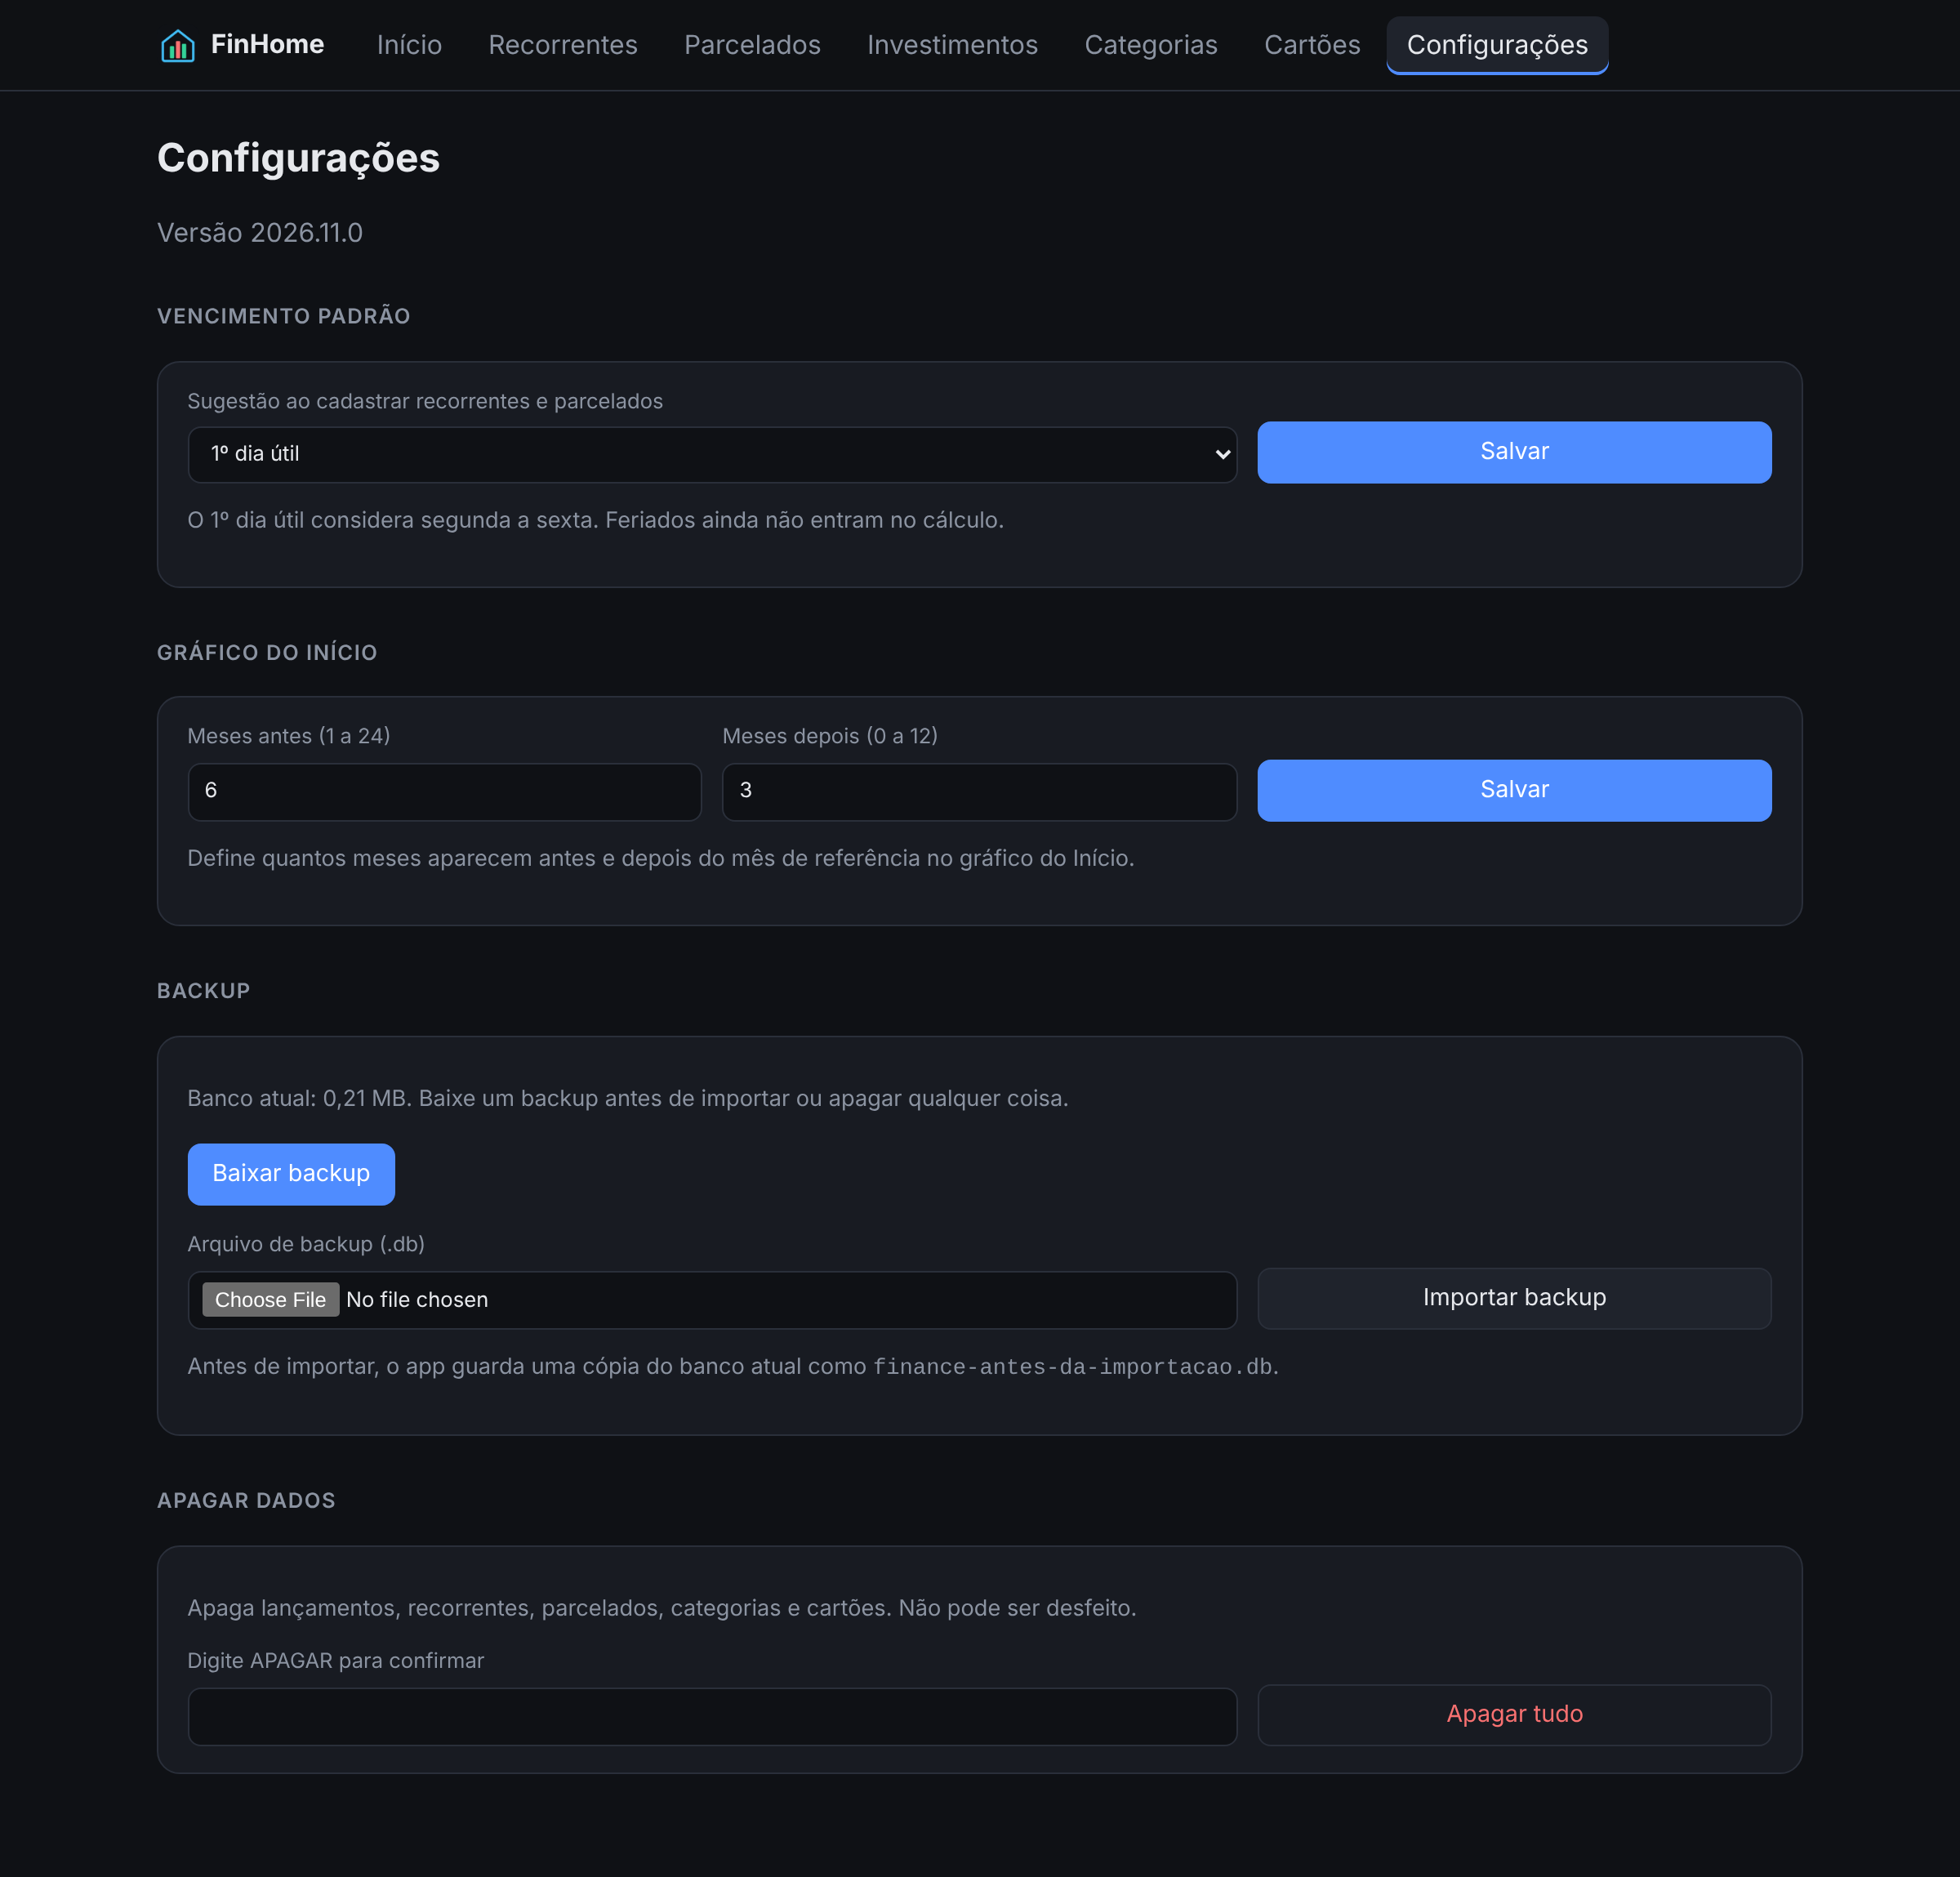 FinHome Início Recorrentes Parcelados Investimentos Categorias Cartões Configurações
Configurações
Versão 2026.11.0
VENCIMENTO PADRÃO
Sugestão ao cadastrar recorrentes e parcelados
1º dia útil Salvar
O 1º dia útil considera segunda a sexta. Feriados ainda não entram no cálculo.
GRÁFICO DO INÍCIO
Meses antes (1 a 24) Meses depois (0 a 12)
6 3 Salvar
Define quantos meses aparecem antes e depois do mês de referência no gráfico do Início.
BACKUP
Banco atual: 0,21 MB. Baixe um backup antes de importar ou apagar qualquer coisa.
Baixar backup
Arquivo de backup (.db)
Choose File No file chosen Importar backup
Antes de importar, o app guarda uma cópia do banco atual como finance-antes-da-importacao.db.
APAGAR DADOS
Apaga lançamentos, recorrentes, parcelados, categorias e cartões. Não pode ser desfeito.
Digite APAGAR para confirmar
Apagar tudo